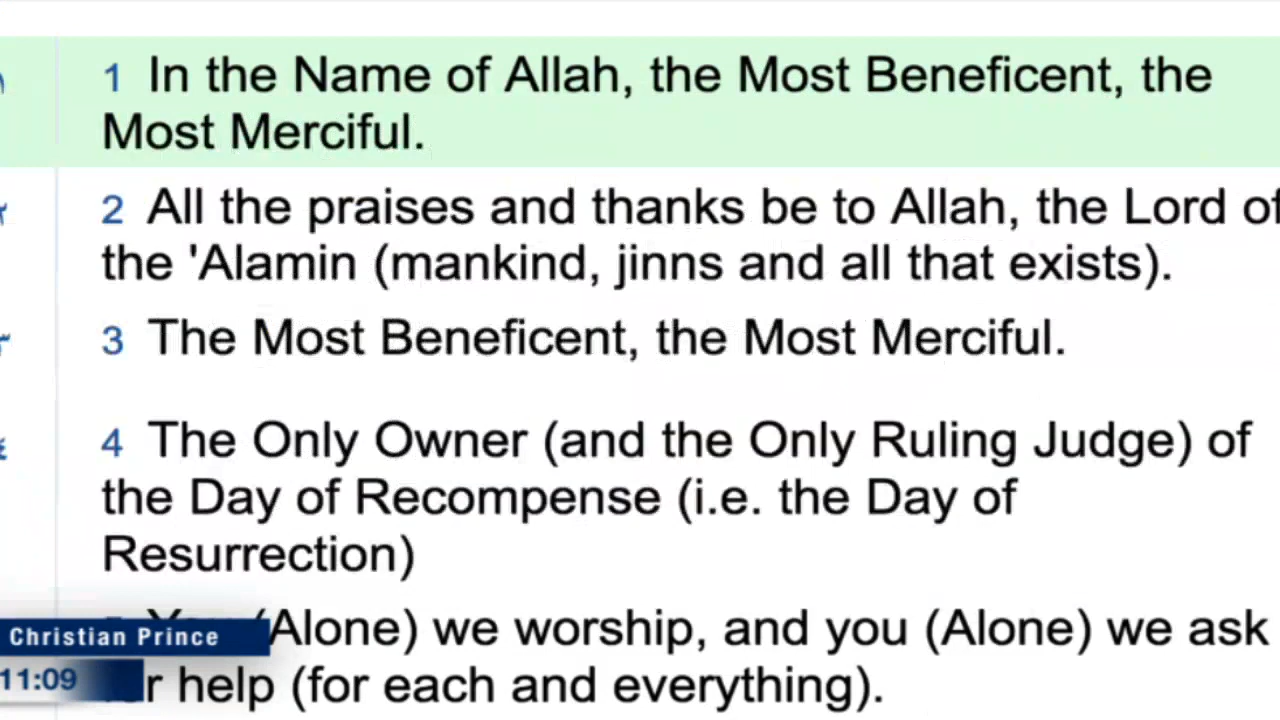 1 In the Name of Allah, the Most Beneficent, the
Most Merciful.
2 All the praises and thanks be to Allah, the Lord of
the 'Alamin (mankind, jinns and all that exists).
3 The Most Beneficent, the Most Merciful.
4 The Only Owner (and the Only Ruling Judge) of
the Day of Recompense (i.e. the Day of
Resurrection)
(Alone) we worship, and you (Alone) we ask
help (for each and everything).
Christian Prince
11:09